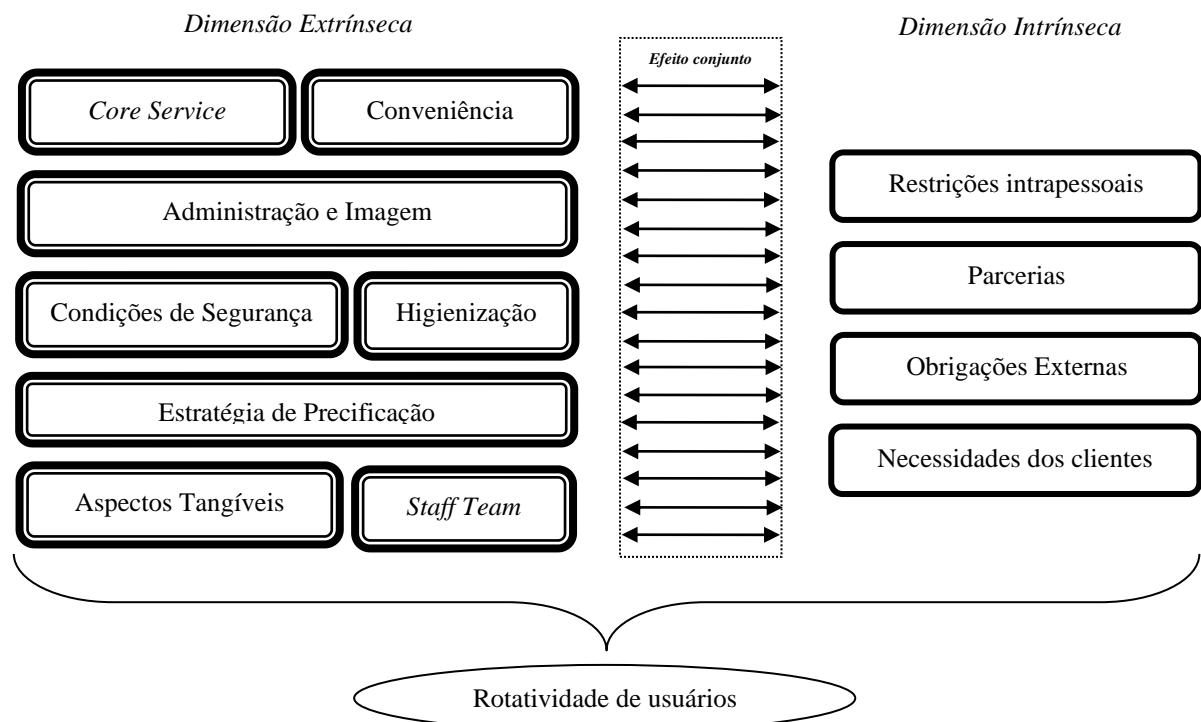 Dimensão Extrínseca
Dimensão Intrínseca
Efeito conjunto
Core Service
Conveniência
Administração e Imagem
Condições de Segurança
Higienização
Estratégia de Precificação
Aspectos Tangíveis
Staff Team
Restrições intrapessoais
Parcerias
Obrigações Externas
Necessidades dos clientes
Rotatividade de usuários